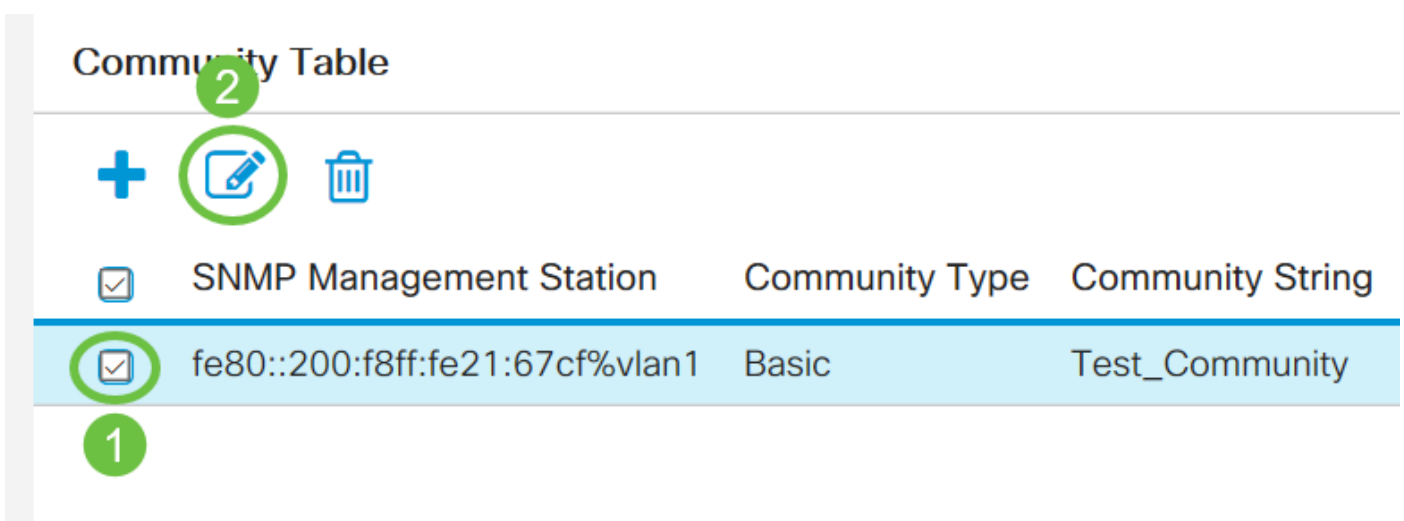 Community Table
2
SNMP Management Station Community Type Community String
fe80::200:f8ff:fe21:67cf%vlan1 Basic Test_Community
1